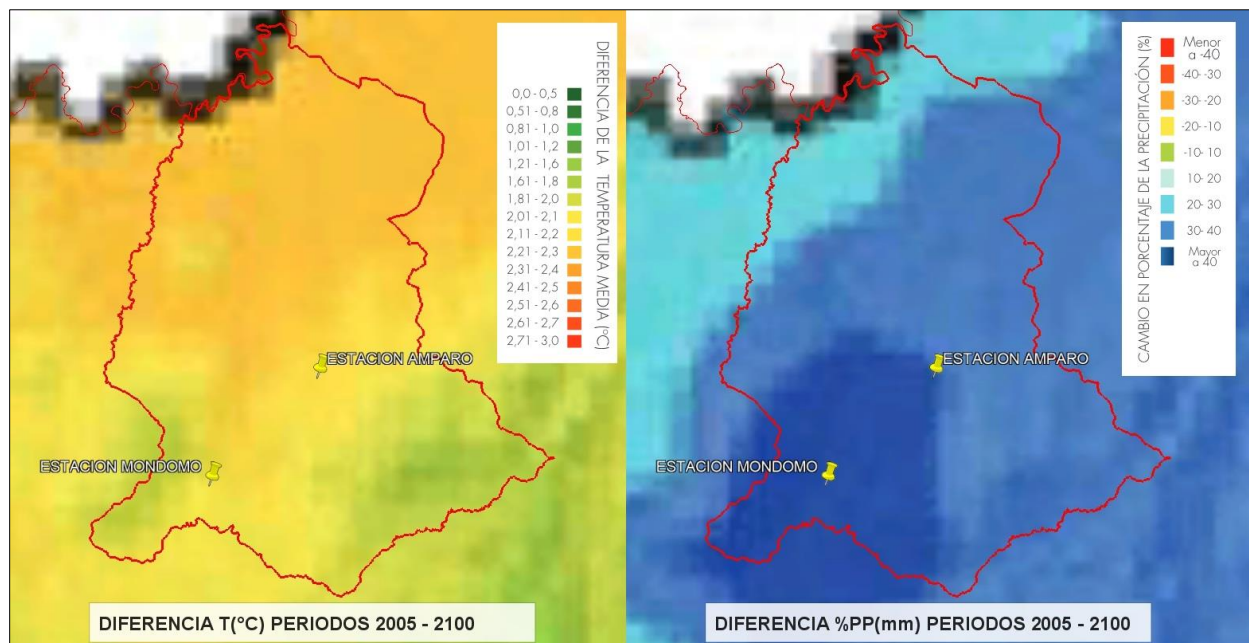 DIFERENCIA DE LA TEMPERATURA MEDIA (°C)
0,0 - 0,5
0,51 - 0,8
0,81 - 1,0
1,01 - 1,2
1,21 - 1,6
1,61 - 1,8
1,81 - 2,0
2,01 - 2,1
2,11 - 2,2
2,21 - 2,3
2,31 - 2,4
2,41 - 2,5
2,51 - 2,6
2,61 - 2,7
2,71 - 3,0
ESTACION AMPARO
ESTACION MONDOMO
DIFERENCIA T(°C) PERIODOS 2005 - 2100
CAMBIO EN PORCENTAJE DE LA PRECIPITACIÓN (%)
Menor
a -40
-40- -30
-30- -20
-20- -10
-10- 10
10- 20
20- 30
30- 40
Mayor
a 40
ESTACION AMPARO
ESTACION MONDOMO
DIFERENCIA %PP(mm) PERIODOS 2005 - 2100